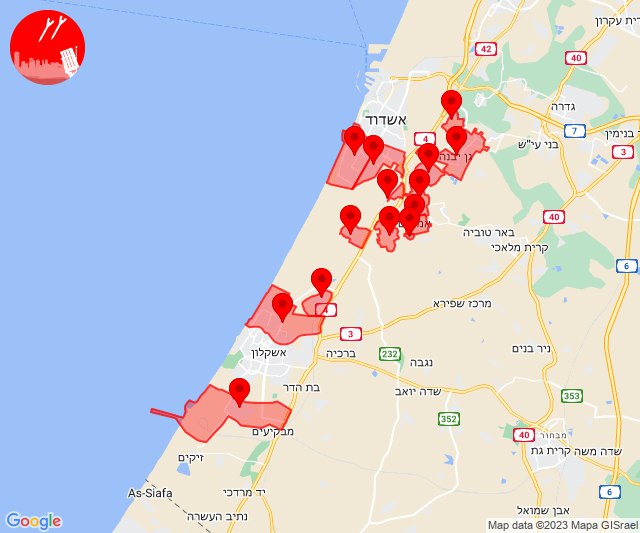 קריית עקרון
42
40
גדרה
אשדוד
4
7
בנימין
בני עי"ש
גן יבנה
3
40
באר טוביה
קרית מלאכי
6
מרכז שפירא
4
3
אשקלון
ברכיה
232
נגבה
ניר בנים
בת הדר
שדה יואב
353
352
מבקיעים
40
מבחור
קרית גת
שדה משה
זיקים
As-Siafa
יד מרדכי
6
נתיב העשרה
אבן שמואל
Google
Map data ©2023 Mapa GISrael